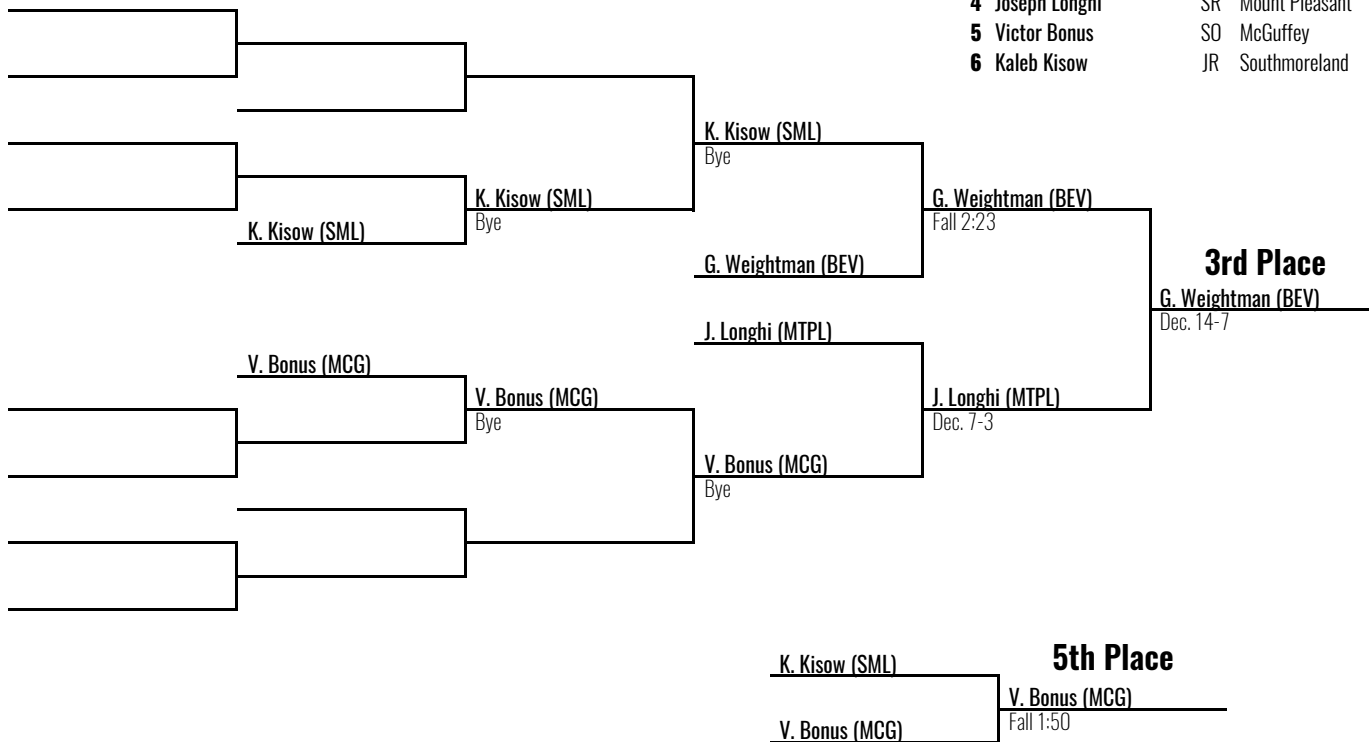 4 Joseph Longhi SR Mount Pleasant
5 Victor Bonus SO McGuffey
6 Kaleb Kisow JR Southmoreland
K. Kisow (SML)
Bye
K. Kisow (SML)
Bye
G. Weightman (BEV)
Fall 2:23
K. Kisow (SML)
G. Weightman (BEV)
3rd Place
G. Weightman (BEV)
Dec. 14-7
J. Longhi (MTPL)
V. Bonus (MCG)
V. Bonus (MCG)
Bye
J. Longhi (MTPL)
Dec. 7-3
V. Bonus (MCG)
Bye
K. Kisow (SML)
5th Place
V. Bonus (MCG)
Fall 1:50
V. Bonus (MCG)